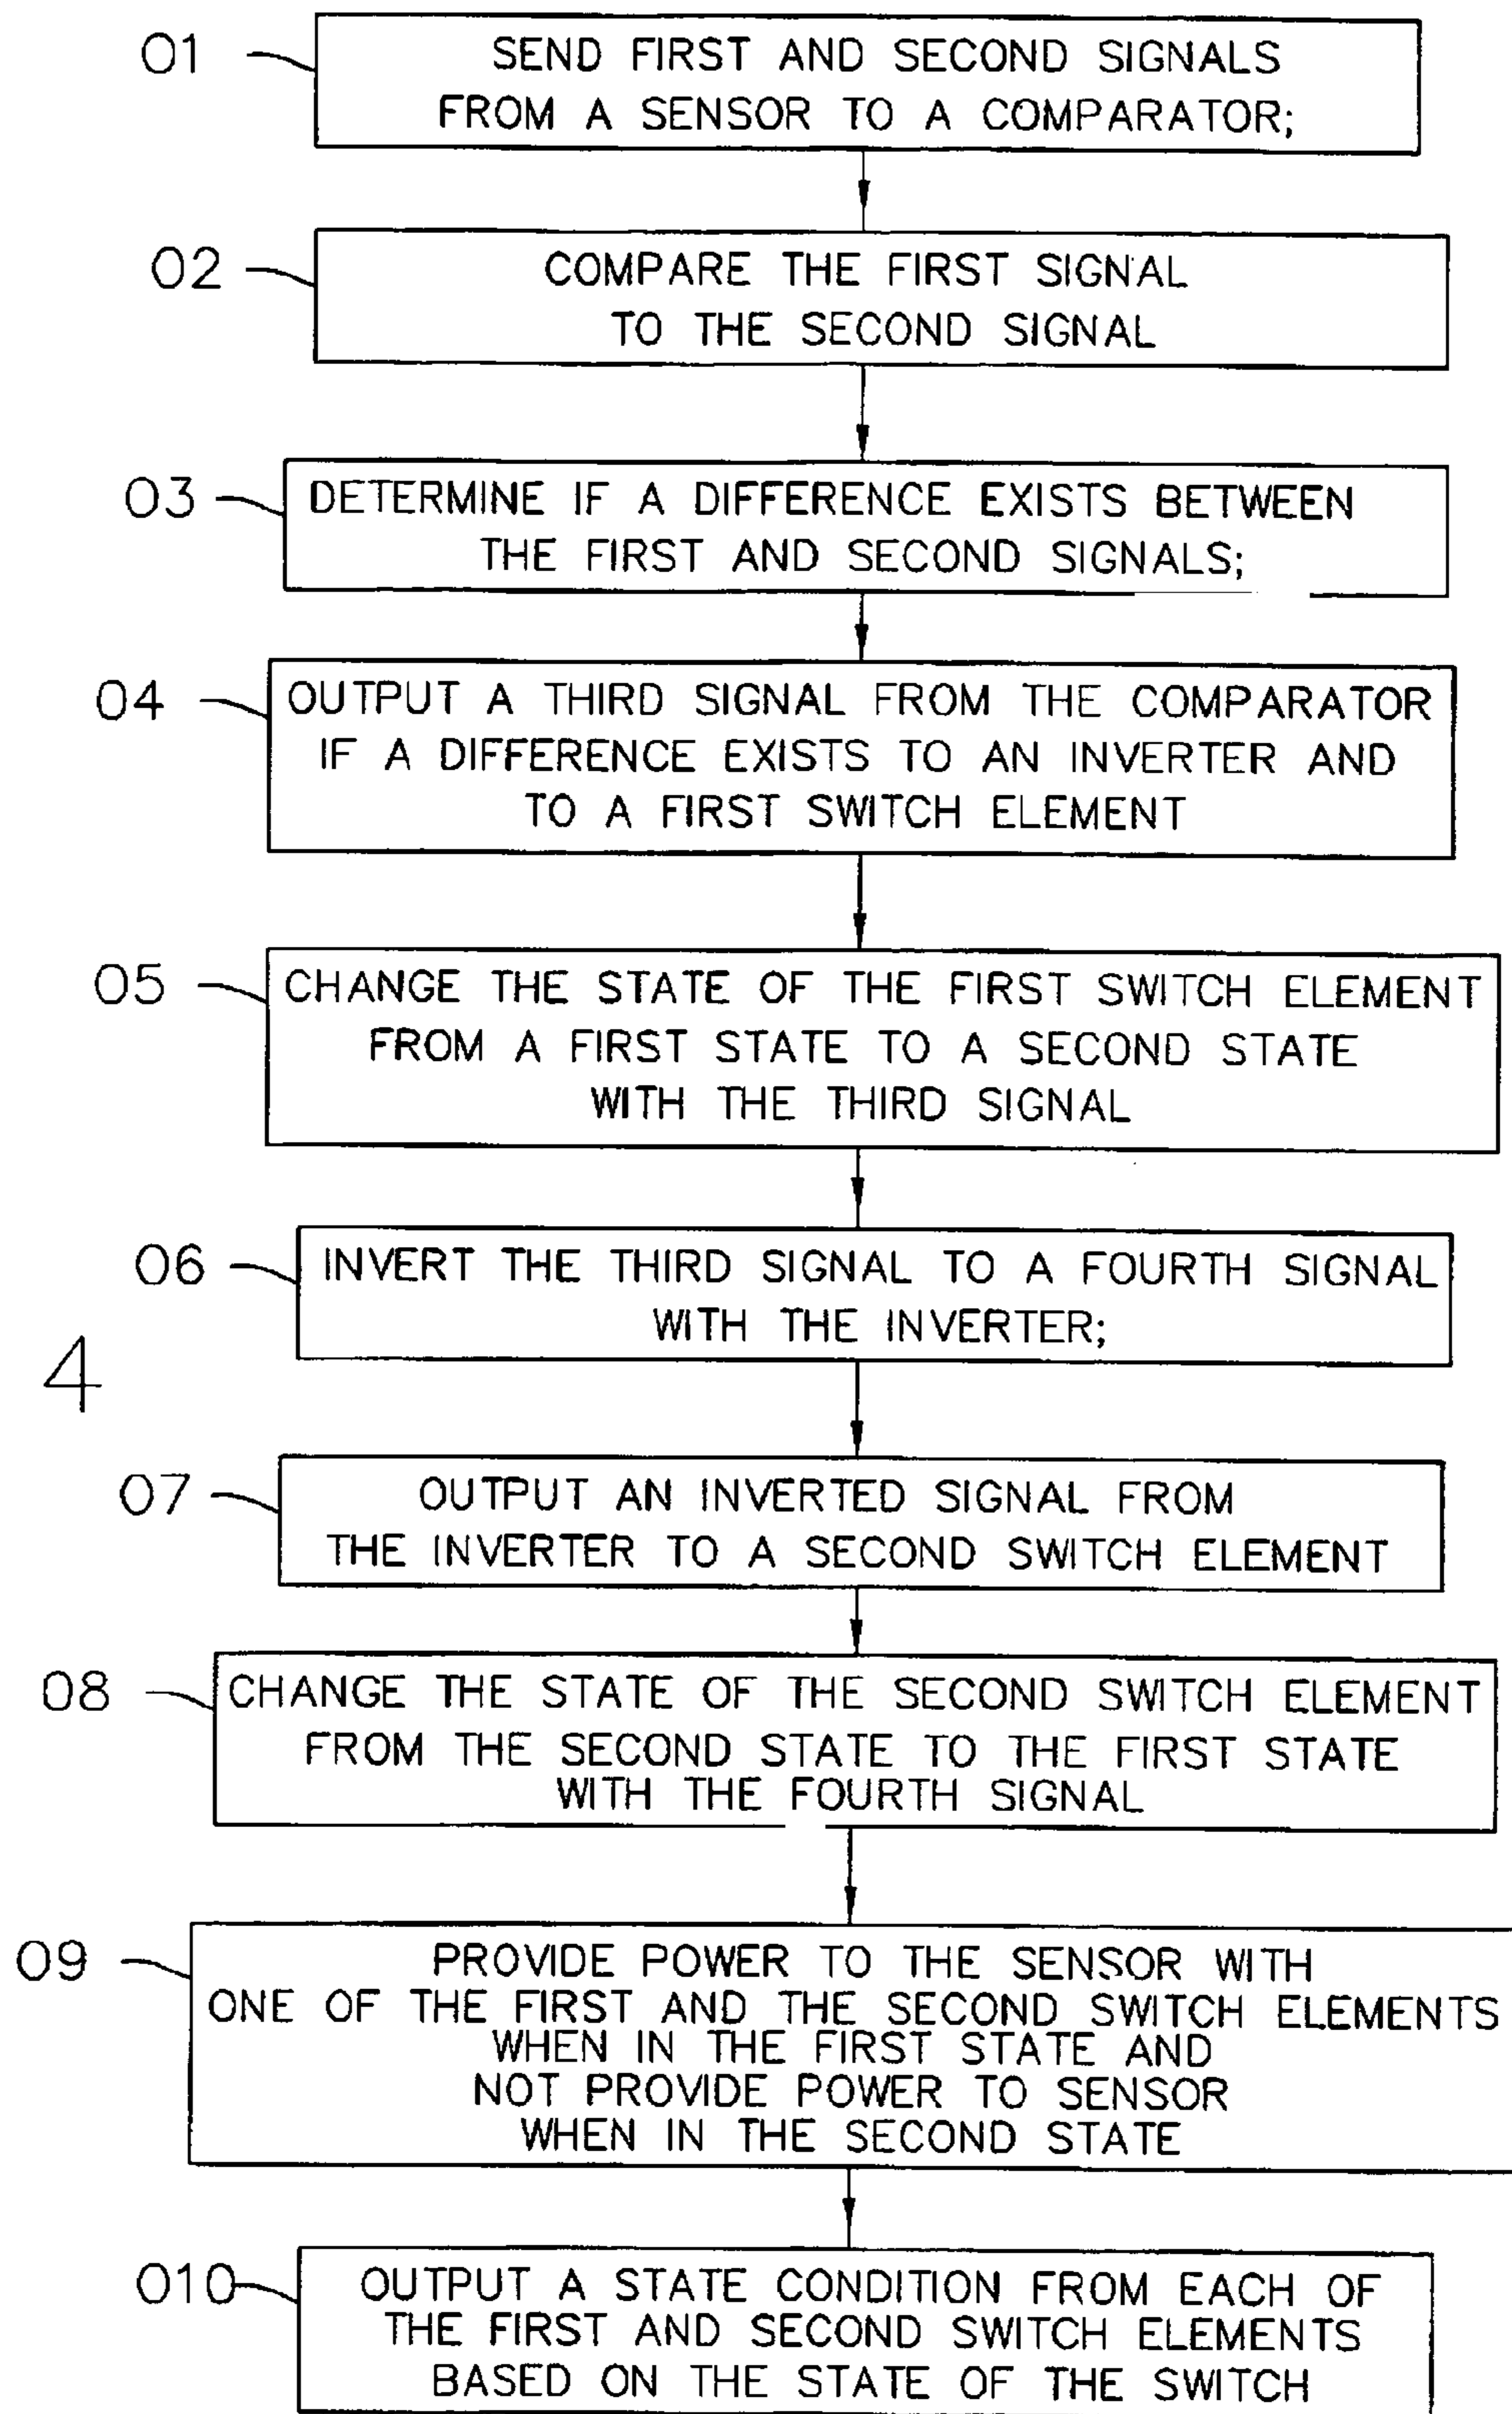 01
SEND FIRST AND SECOND SIGNALS
FROM A SENSOR TO A COMPARATOR;
02
COMPARE THE FIRST SIGNAL
TO THE SECOND SIGNAL
03
DETERMINE IF A DIFFERENCE EXISTS BETWEEN
THE FIRST AND SECOND SIGNALS;
04
OUTPUT A THIRD SIGNAL FROM THE COMPARATOR
IF A DIFFERENCE EXISTS TO AN INVERTER AND
TO A FIRST SWITCH ELEMENT
05
CHANGE THE STATE OF THE FIRST SWITCH ELEMENT
FROM A FIRST STATE TO A SECOND STATE
WITH THE THIRD SIGNAL
06
INVERT THE THIRD SIGNAL TO A FOURTH SIGNAL
WITH THE INVERTER;
4
07
OUTPUT AN INVERTED SIGNAL FROM
THE INVERTER TO A SECOND SWITCH ELEMENT
08
CHANGE THE STATE OF THE SECOND SWITCH ELEMENT
FROM THE SECOND STATE TO THE FIRST STATE
WITH THE FOURTH SIGNAL
09
PROVIDE POWER TO THE SENSOR WITH
ONE OF THE FIRST AND THE SECOND SWITCH ELEMENTS
WHEN IN THE FIRST STATE AND
NOT PROVIDE POWER TO SENSOR
WHEN IN THE SECOND STATE
010
OUTPUT A STATE CONDITION FROM EACH OF
THE FIRST AND SECOND SWITCH ELEMENTS
BASED ON THE STATE OF THE SWITCH